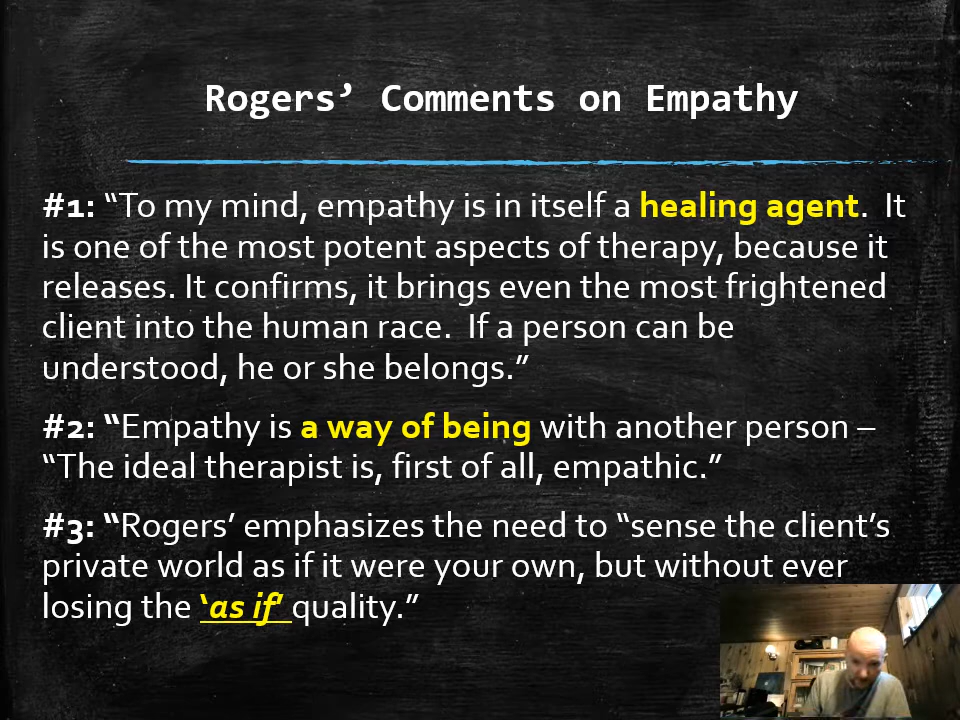 Rogers’ Comments on Empathy
#1: “To my mind, empathy is in itself a healing agent.  It
is one of the most potent aspects of therapy, because it
releases. It confirms, it brings even the most frightened
client into the human race.  If a person can be
understood, he or she belongs.”
#2: “Empathy is a way of being with another person –
“The ideal therapist is, first of all, empathic.”
#3: “Rogers’ emphasizes the need to “sense the client’s
private world as if it were your own, but without ever
losing the ‘as if’ quality.”